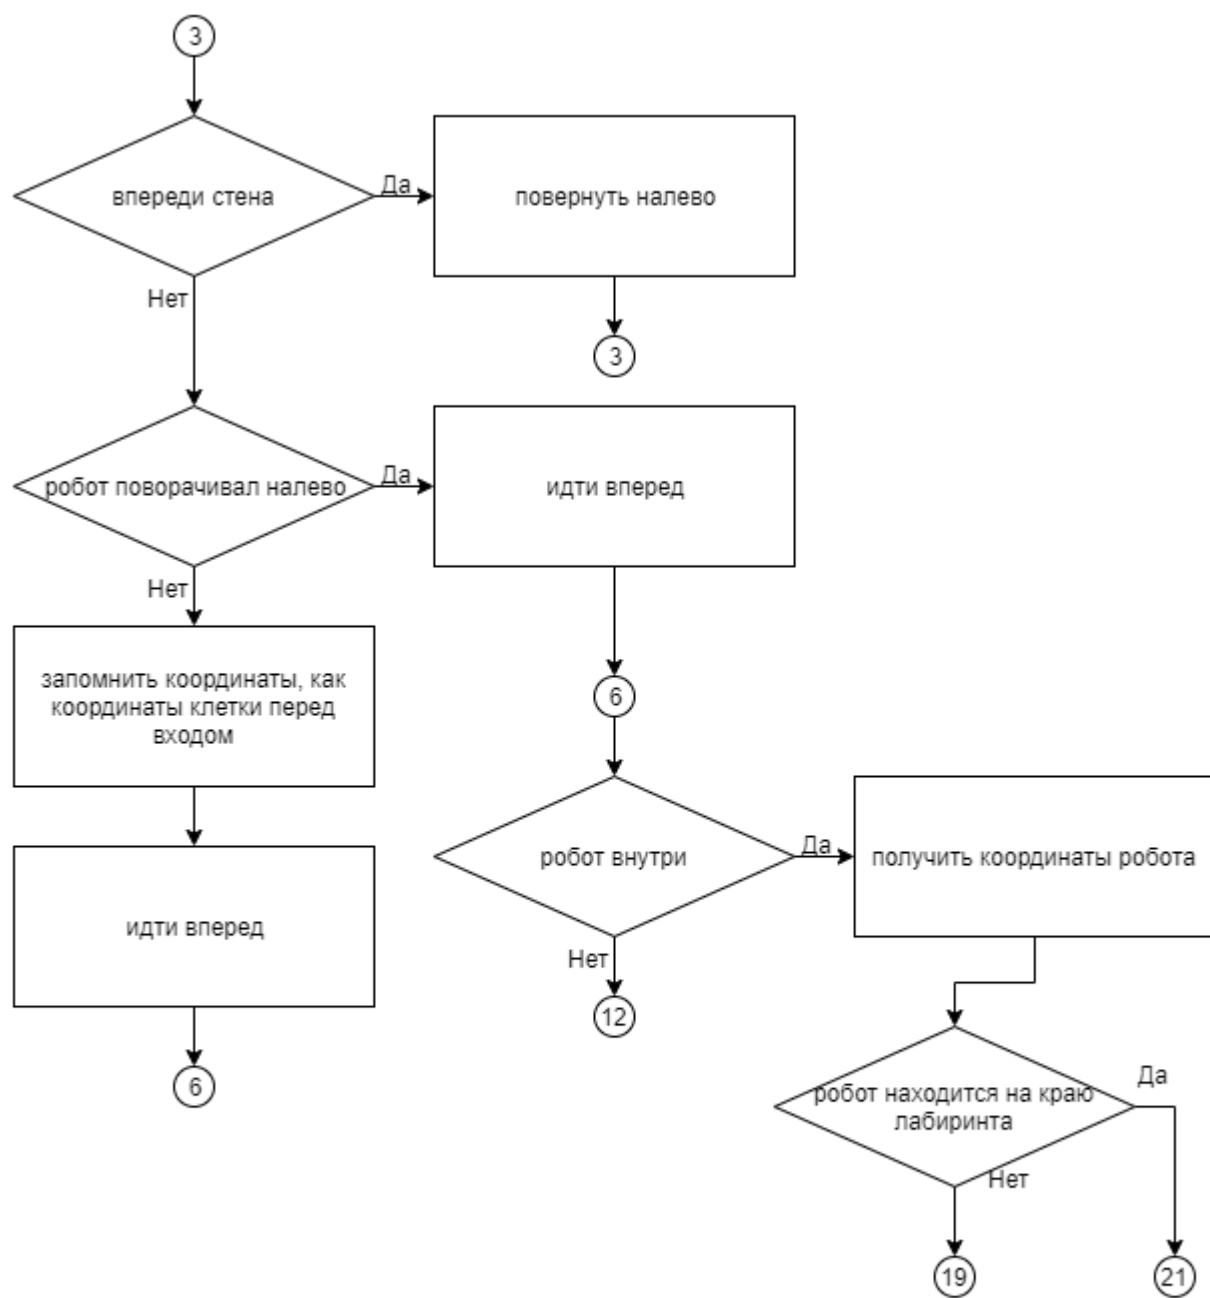 3
впереди стена
Да
повернуть налево
Нет
3
робот поворачивал налево
Да
идти вперед
Нет
запомнить координаты, как
координаты клетки перед
входом
6
идти вперед
6
робот внутри
Да
получить координаты робота
Нет
12
робот находится на краю
лабиринта
Да
Нет
19
21